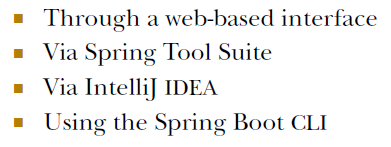 Through a web-based interface
Via Spring Tool Suite
Via IntelliJ IDEA
Using the Spring Boot CLI